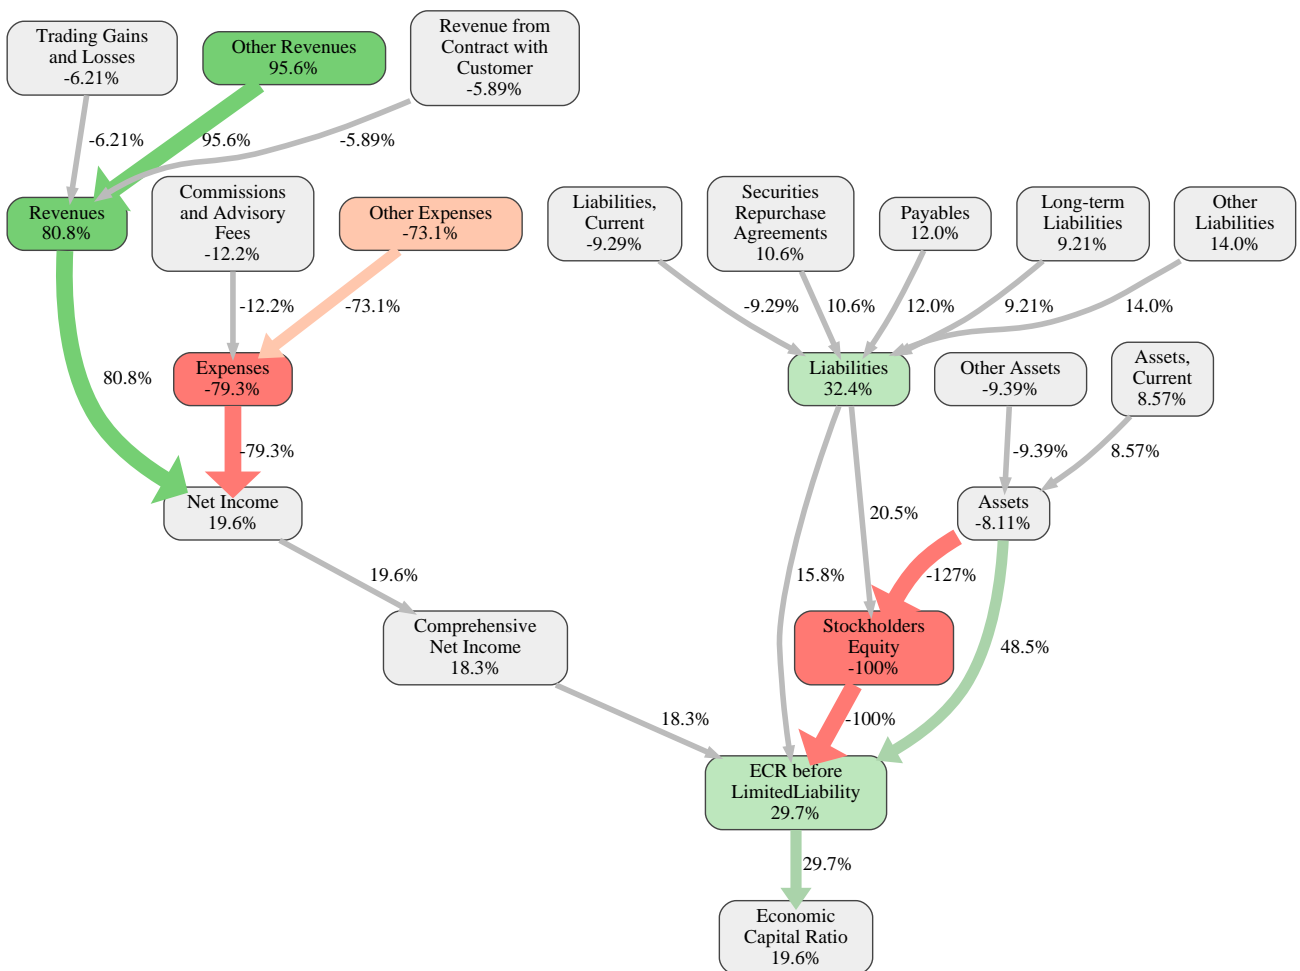 Trading Gains
and Losses
-6.21%
Other Revenues
95.6%
Revenue from
Contract with
Customer
-5.89%
-6.21%
95.6%
-5.89%
Revenues
80.8%
Commissions
and Advisory
Fees
-12.2%
Other Expenses
-73.1%
Liabilities,
Current
-9.29%
Securities
Repurchase
Agreements
10.6%
Payables
12.0%
Long-term
Liabilities
9.21%
Other
Liabilities
14.0%
-12.2%
-73.1%
-9.29%
10.6%
12.0%
9.21%
14.0%
80.8%
Expenses
-79.3%
Liabilities
32.4%
Other Assets
-9.39%
Assets,
Current
8.57%
-79.3%
-9.39%
8.57%
Net Income
19.6%
20.5%
Assets
-8.11%
19.6%
15.8%
-127%
Comprehensive
Net Income
18.3%
Stockholders
Equity
-100%
48.5%
18.3%
-100%
ECR before
LimitedLiability
29.7%
29.7%
Economic
Capital Ratio
19.6%